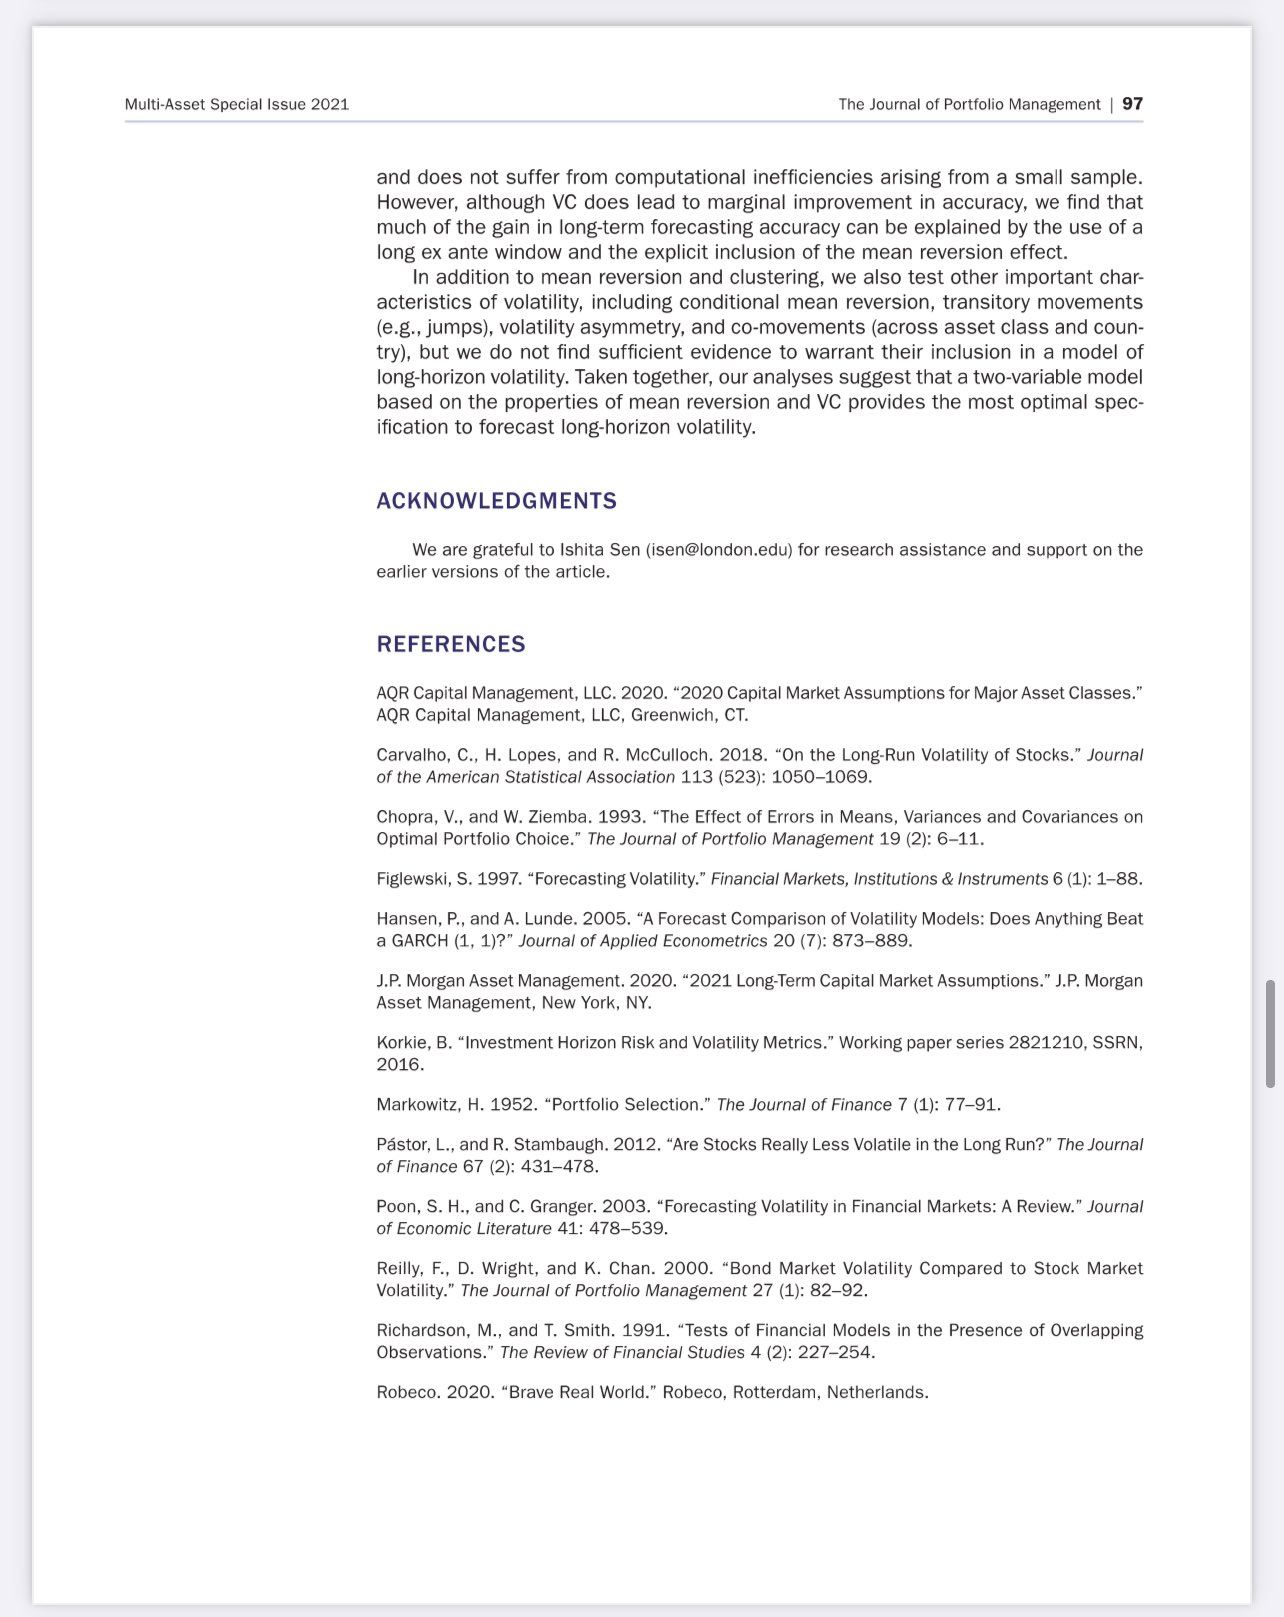 Multi-Asset Special Issue 2021
The Journal of Portfolio Management | 97
and does not suffer from computational inefficiencies arising from a small sample.
However, although VC does lead to marginal improvement in accuracy, we find that
much of the gain in long-term forecasting accuracy can be explained by the use of a
long ex ante window and the explicit inclusion of the mean reversion effect.
In addition to mean reversion and clustering, we also test other important char-
acteristics of volatility, including conditional mean reversion, transitory movements
(e.g., jumps), volatility asymmetry, and co-movements (across asset class and coun-
try), but we do not find sufficient evidence to warrant their inclusion in a model of
long-horizon volatility. Taken together, our analyses suggest that a two-variable model
based on the properties of mean reversion and VC provides the most optimal spec-
ification to forecast long-horizon volatility.
ACKNOWLEDGMENTS
We are grateful to Ishita Sen (isen@london.edu) for research assistance and support on the
earlier versions of the article.
REFERENCES
AQR Capital Management, LLC. 2020. “2020 Capital Market Assumptions for Major Asset Classes.”
AQR Capital Management, LLC, Greenwich, CT.
Carvalho, C., H. Lopes, and R. McCulloch. 2018. “On the Long-Run Volatility of Stocks.” Journal
of the American Statistical Association 113 (523): 1050–1069.
Chopra, V., and W. Ziemba. 1993. “The Effect of Errors in Means, Variances and Covariances on
Optimal Portfolio Choice.” The Journal of Portfolio Management 19 (2): 6–11.
Figlewski, S. 1997. “Forecasting Volatility.” Financial Markets, Institutions & Instruments 6 (1): 1–88.
Hansen, P., and A. Lunde. 2005. “A Forecast Comparison of Volatility Models: Does Anything Beat
a GARCH (1, 1)?” Journal of Applied Econometrics 20 (7): 873–889.
J.P. Morgan Asset Management. 2020. “2021 Long-Term Capital Market Assumptions.” J.P. Morgan
Asset Management, New York, NY.
Korkie, B. “Investment Horizon Risk and Volatility Metrics.” Working paper series 2821210, SSRN,
2016.
Markowitz, H. 1952. “Portfolio Selection.” The Journal of Finance 7 (1): 77–91.
Pástor, L., and R. Stambaugh. 2012. “Are Stocks Really Less Volatile in the Long Run?” The Journal
of Finance 67 (2): 431–478.
Poon, S. H., and C. Granger. 2003. “Forecasting Volatility in Financial Markets: A Review.” Journal
of Economic Literature 41: 478–539.
Reilly, F., D. Wright, and K. Chan. 2000. “Bond Market Volatility Compared to Stock Market
Volatility.” The Journal of Portfolio Management 27 (1): 82–92.
Richardson, M., and T. Smith. 1991. “Tests of Financial Models in the Presence of Overlapping
Observations.” The Review of Financial Studies 4 (2): 227–254.
Robeco. 2020. “Brave Real World.” Robeco, Rotterdam, Netherlands.